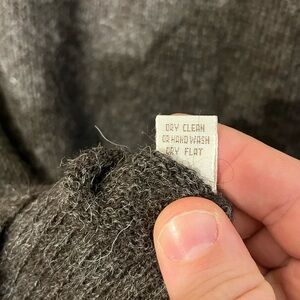 DRY CLEAN
OR HAND WASH
DRY FLAT